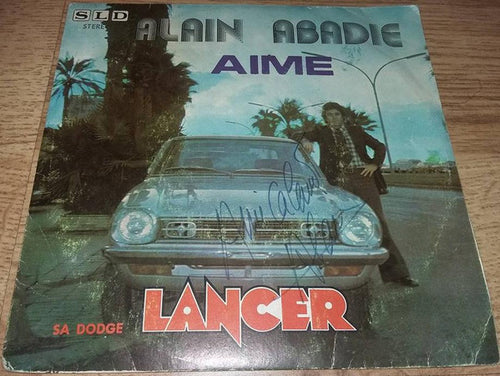 SLD
STEREO
ALAIN ABADIE
AIME
SA DODGE
LANCER